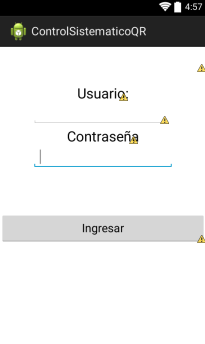 4:57
ControlSistematicoQR
Usuario:
Contraseña
Ingresar